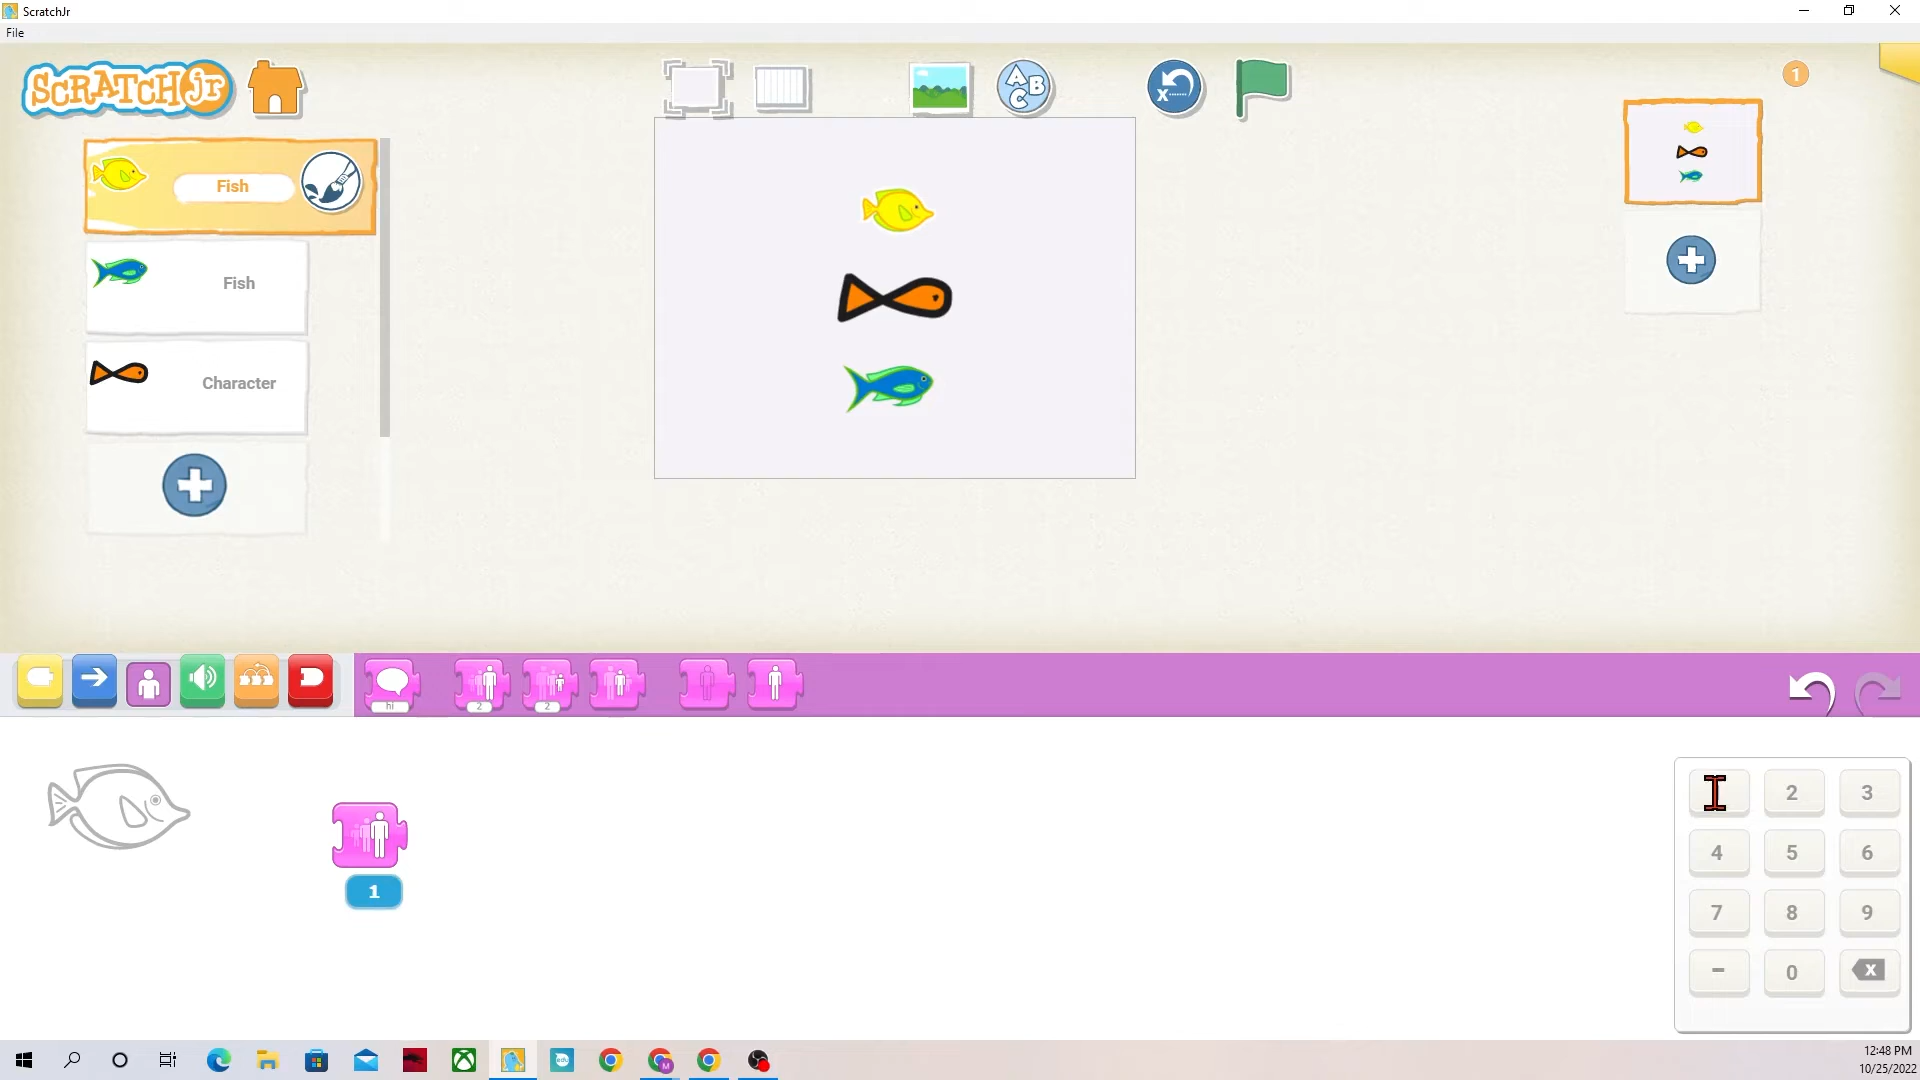 ScratchJr
File
SCRATCHjr
A B C
x
1
Fish
Fish
Character
hi
2
2
1
2
3
4
5
6
7
8
9
-
0
x
edu
M
12:48 PM
10/25/2022